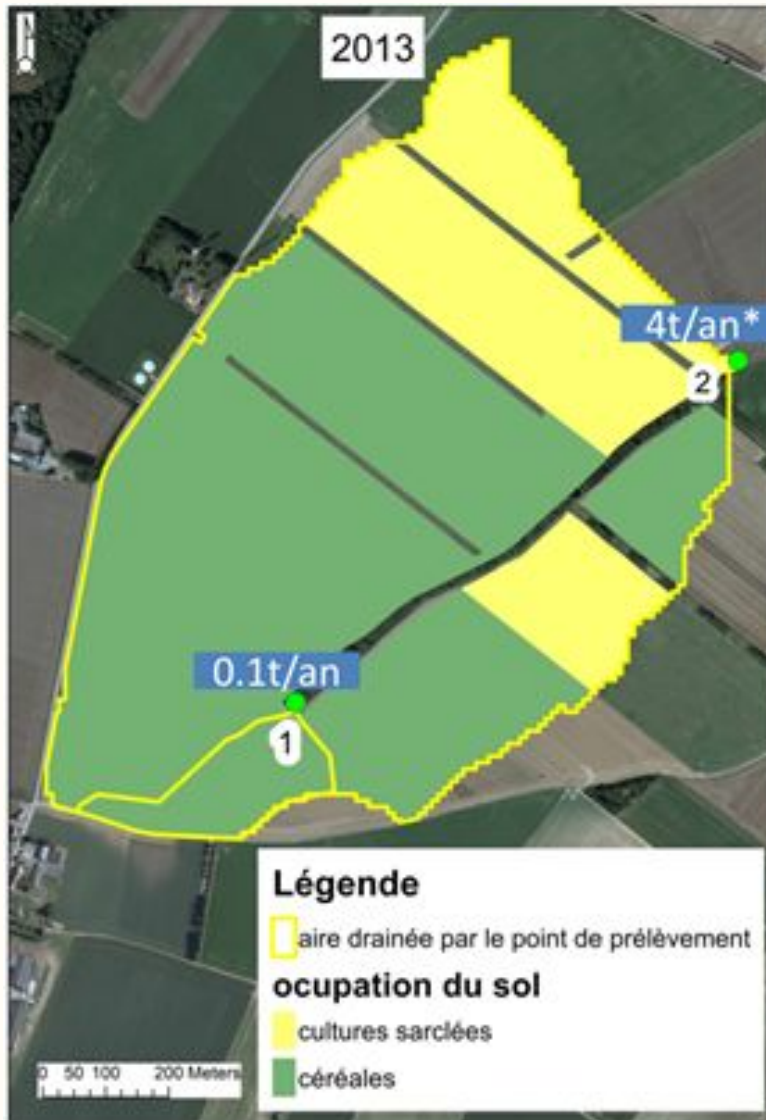 2013
4t/an*
2
0.1t/an
1
Légende
aire drainée par le point de prélèvement
ocupation du sol
cultures sarclées
céréales
0 50 100 200 Meters